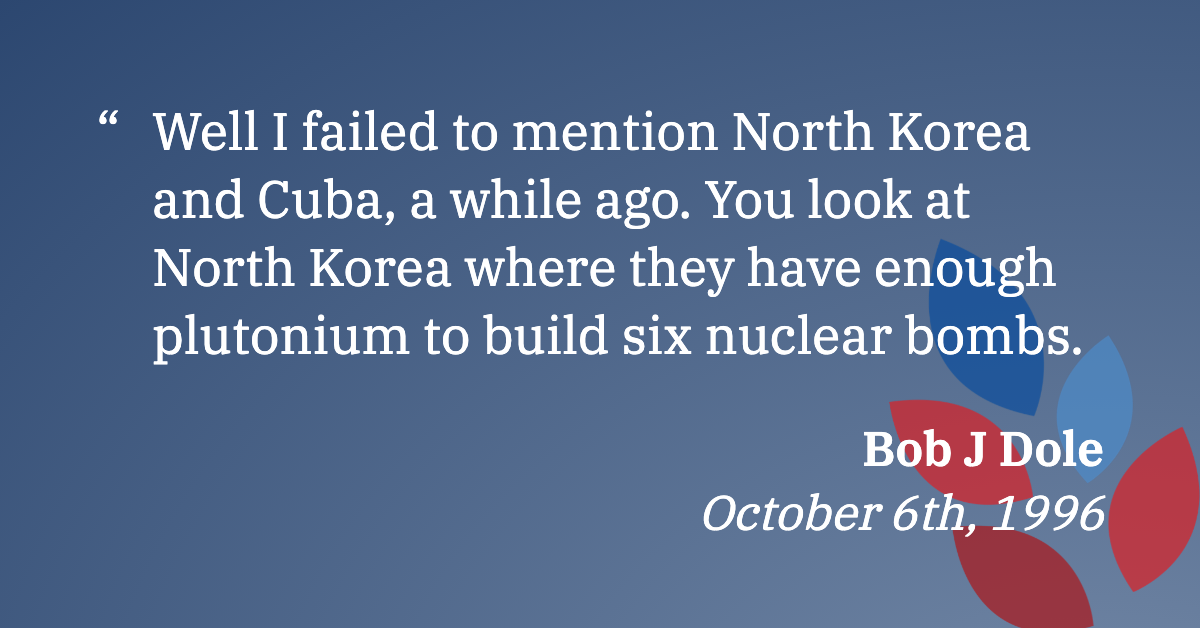 “ Well I failed to mention North Korea
and Cuba, a while ago. You look at
North Korea where they have enough
plutonium to build six nuclear bombs.
Bob J Dole
October 6th, 1996